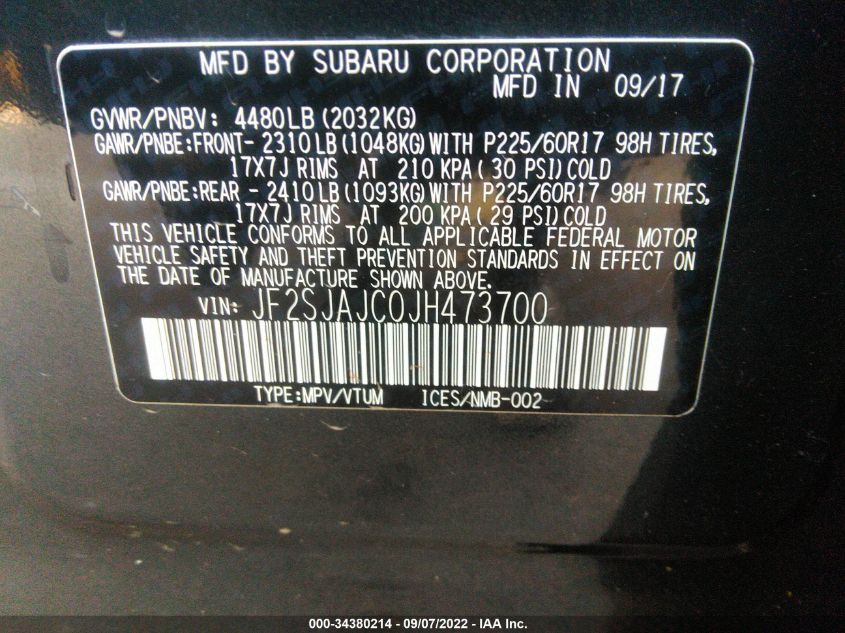 MFD BY SUBARU CORPORATION
MFD IN 09/17
GVWR/PNBV: 4480LB(2032KG)
GAWR/PNBE:FRONT- 2310LB(1048KG)WITH P225/60R17 98H TIRES,
17X7J RIMS AT 210 KPA( 30 PSI)COLD
GAWR/PNBE:REAR - 2410LB(1093KG)WITH P225/60R17 98H TIRES,
17X7J RIMS AT 200 KPA( 29 PSI)COLD
THIS VEHICLE CONFORMS TO ALL APPLICABLE FEDERAL MOTOR
VEHICLE SAFETY AND THEFT PREVENTION STANDARDS IN EFFECT ON
THE DATE OF MANUFACTURE SHOWN ABOVE.
VIN: JF2SJAJC0JH473700
TYPE:MPV/VTUM ICES/NMB-002
000-34380214 - 09/07/2022 - IAA Inc.